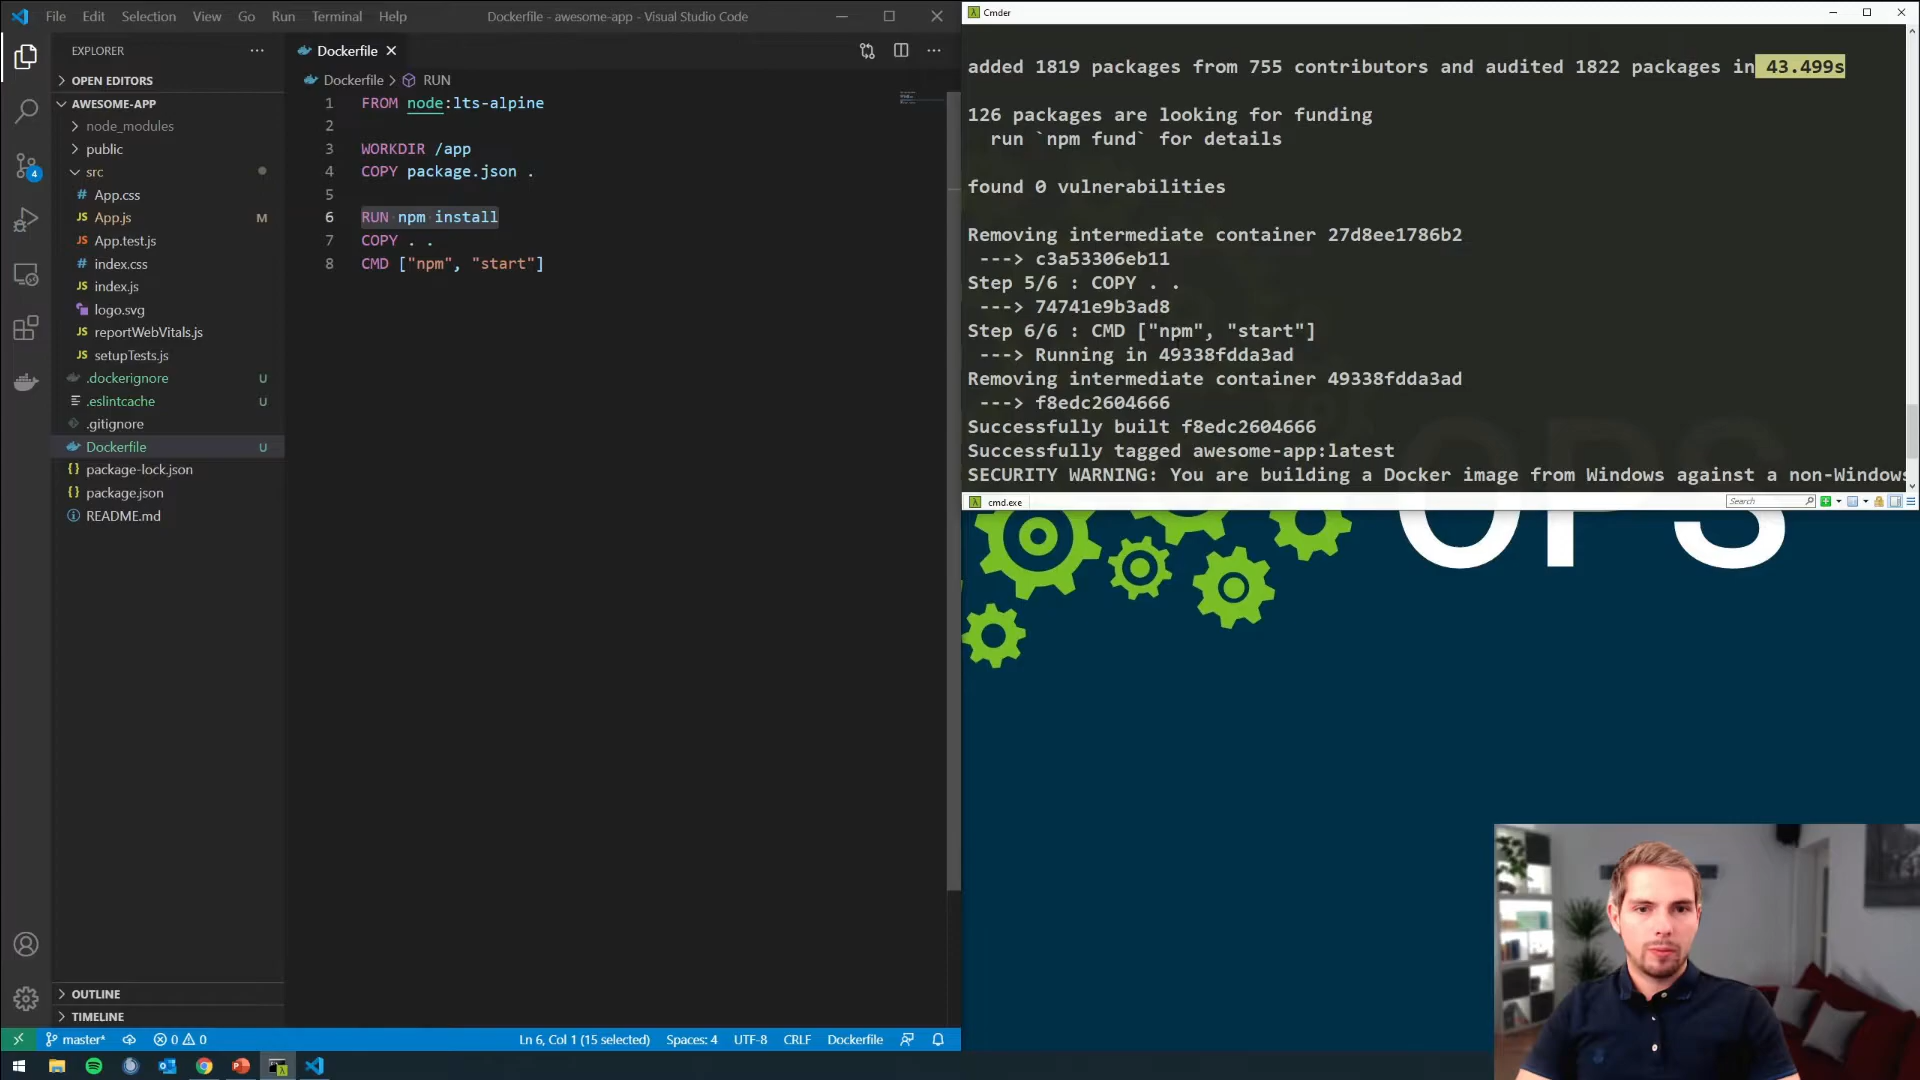 File Edit Selection View Go Run Terminal Help
Dockerfile - awesome-app - Visual Studio Code
EXPLORER
OPEN EDITORS
AWESOME-APP
node_modules
public
src
# App.css
JS App.js M
JS App.test.js
# index.css
JS index.js
logo.svg
JS reportWebVitals.js
JS setupTests.js
.dockerignore U
.eslintcache U
.gitignore
Dockerfile U
{} package-lock.json
{} package.json
README.md
OUTLINE
TIMELINE
4
Dockerfile
Dockerfile > RUN
1 FROM node:lts-alpine
2
3 WORKDIR /app
4 COPY package.json .
5
6 RUN npm install
7 COPY . .
8 CMD ["npm", "start"]
master* 0 0
Ln 6, Col 1 (15 selected) Spaces: 4 UTF-8 CRLF Dockerfile
Cmder
added 1819 packages from 755 contributors and audited 1822 packages in 43.499s
126 packages are looking for funding
run `npm fund` for details
found 0 vulnerabilities
Removing intermediate container 27d8ee1786b2
---> c3a53306eb11
Step 5/6 : COPY . .
---> 74741e9b3ad8
Step 6/6 : CMD ["npm", "start"]
---> Running in 49338fdda3ad
Removing intermediate container 49338fdda3ad
---> f8edc2604666
Successfully built f8edc2604666
Successfully tagged awesome-app:latest
SECURITY WARNING: You are building a Docker image from Windows against a non-Windows
cmd.exe
Search
OPS